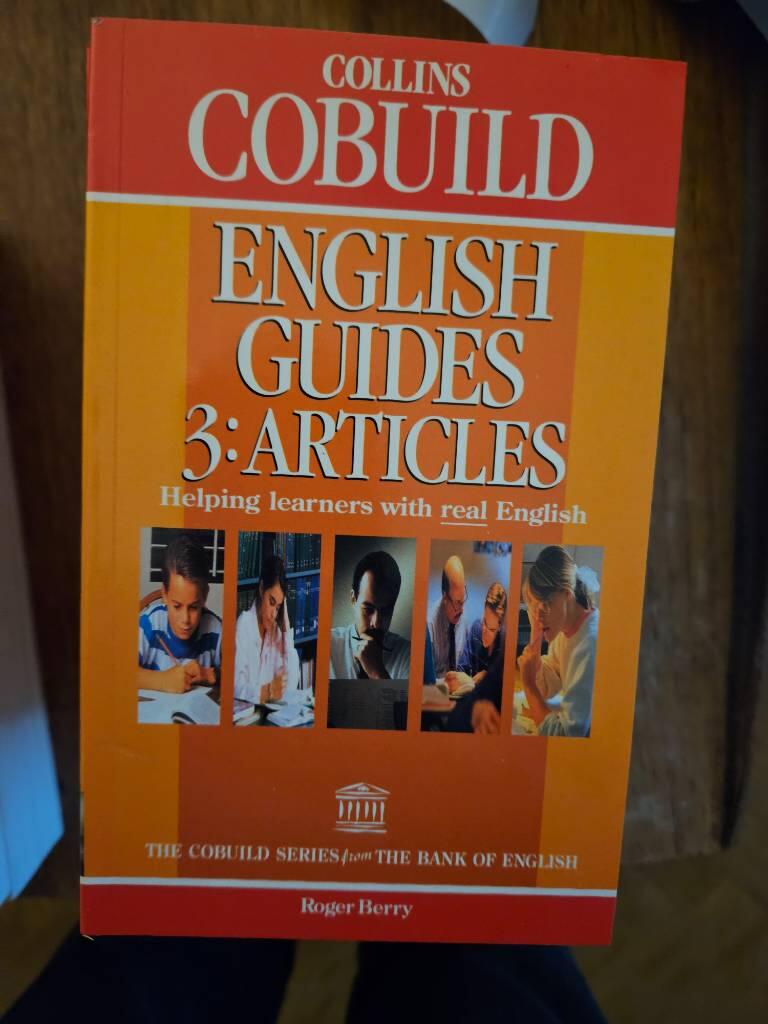 COLLINS
COBUILD
ENGLISH
GUIDES
3: ARTICLES
Helping learners with real English
THE COBUILD SERIES from THE BANK OF ENGLISH
Roger Berry